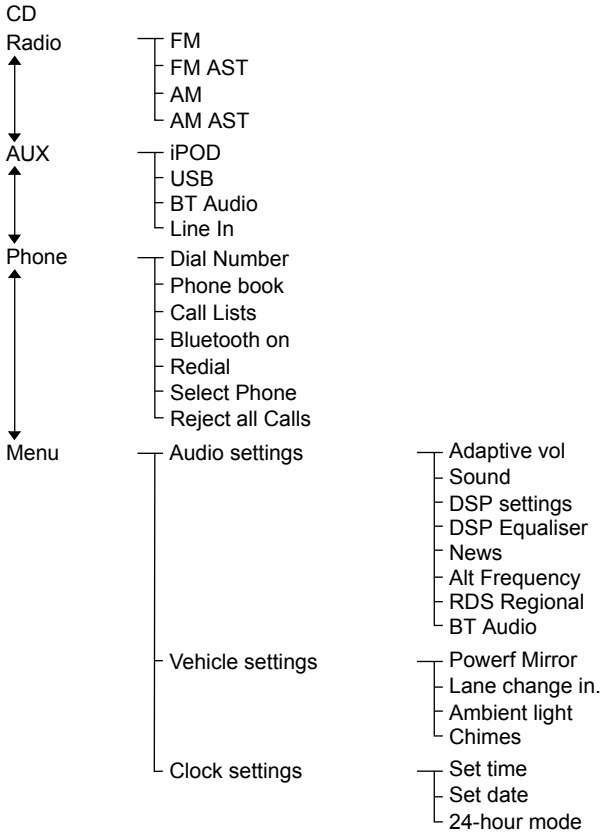 CD
Radio
FM
FM AST
AM
AM AST
AUX
iPOD
USB
BT Audio
Line In
Phone
Dial Number
Phone book
Call Lists
Bluetooth on
Redial
Select Phone
Reject all Calls
Menu
Audio settings
Adaptive vol
Sound
DSP settings
DSP Equaliser
News
Alt Frequency
RDS Regional
BT Audio
Vehicle settings
Powerf Mirror
Lane change in.
Ambient light
Chimes
Clock settings
Set time
Set date
24-hour mode